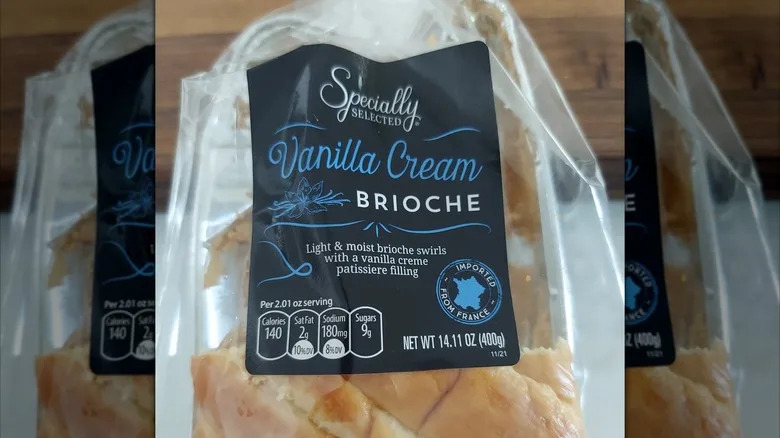 Specially
SELECTED
Vanilla Cream
BRIOCHE
Light & moist brioche swirls
with a vanilla creme
patissiere filling
IMPORTED
FROM FRANCE
Per 2.01 oz serving
Calories Sat Fat Sodium Sugars
140 2g 180mg 9g
10%DV 8%DV
NET WT 14.11 OZ (400g)
11/21